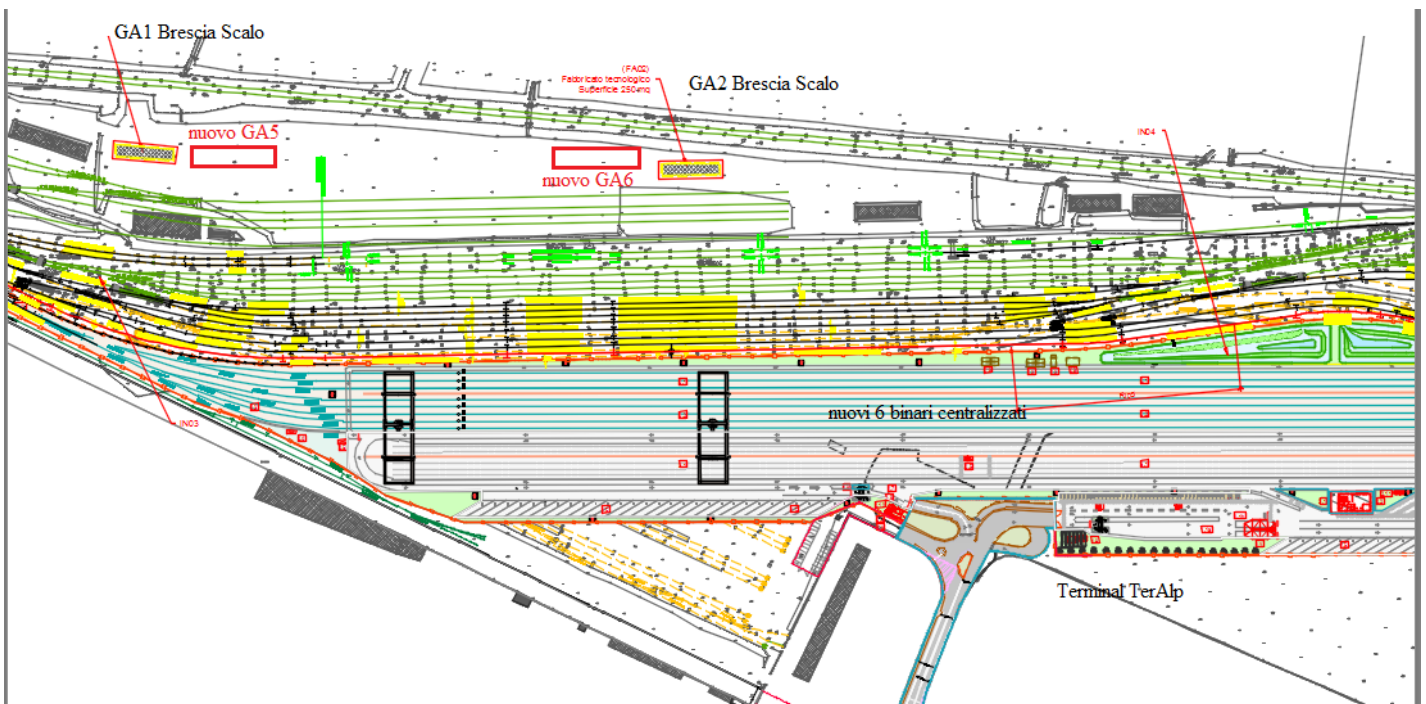 GA1 Brescia Scalo
(FA02)
Fabbricato tecnologico
Superficie 250mq
GA2 Brescia Scalo
nuovo GA5
nuovo GA6
IN04
nuovi 6 binari centralizzati
IN03
Terminal TerAlp